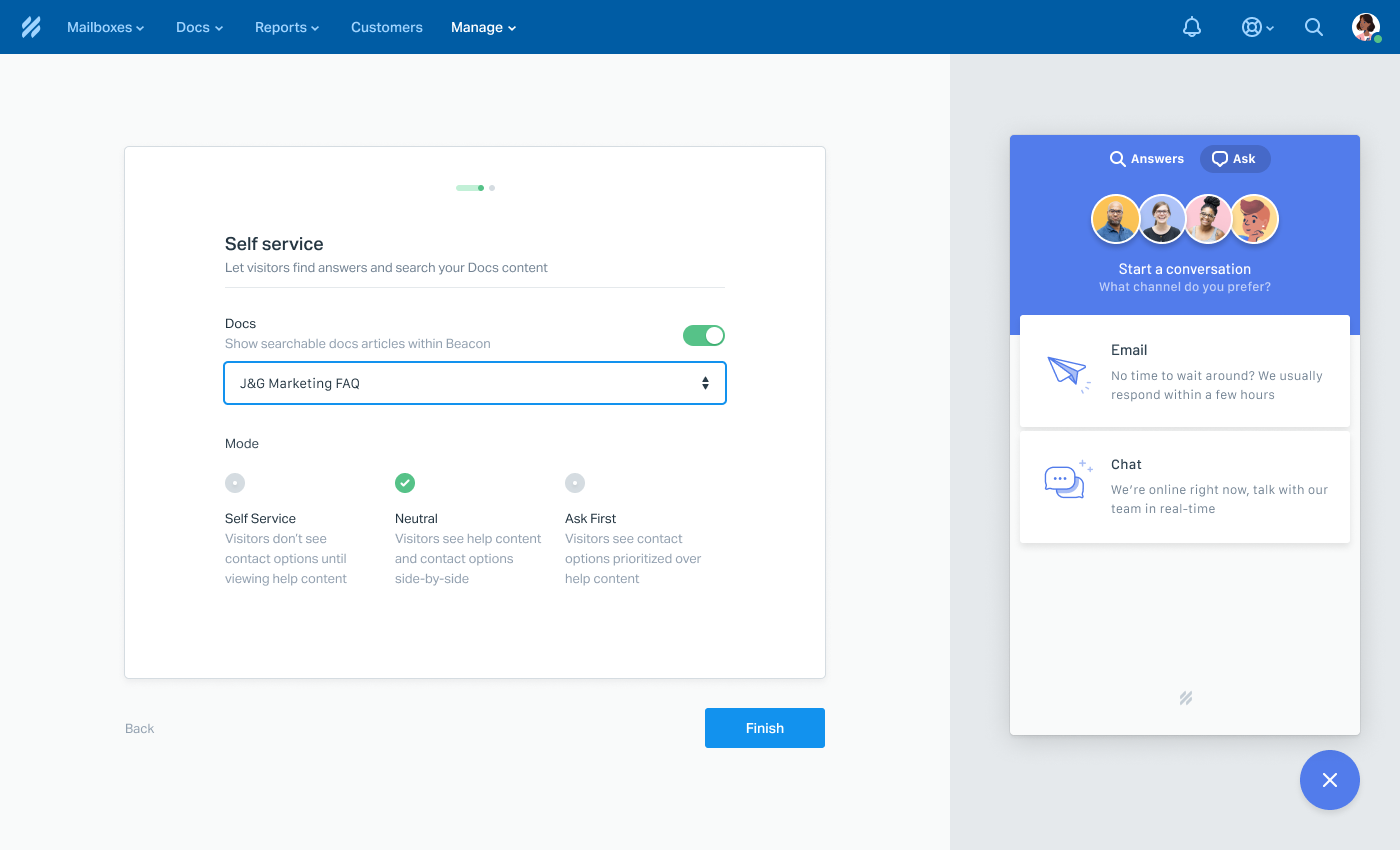 Mailboxes Docs Reports Customers Manage
Self service
Let visitors find answers and search your Docs content
Docs
Show searchable docs articles within Beacon
J&G Marketing FAQ
Mode
Self Service
Visitors don't see
contact options until
viewing help content
Neutral
Visitors see help content
and contact options
side-by-side
Ask First
Visitors see contact
options prioritized over
help content
Back
Finish
Answers Ask
Start a conversation
What channel do you prefer?
Email
No time to wait around? We usually
respond within a few hours
Chat
We’re online right now, talk with our
team in real-time